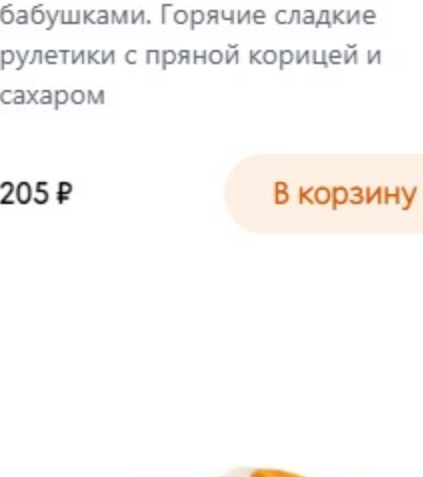 бабушками. Горячие сладкие
рулетики с пряной корицей и
сахаром
205 ₽
В корзину